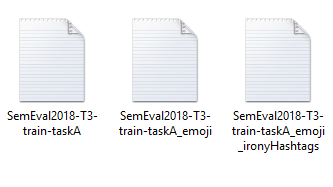 SemEval2018-T3-
train-taskA
SemEval2018-T3-
train-taskA_emoji
SemEval2018-T3-
train-taskA_emoji
_ironyHashtags